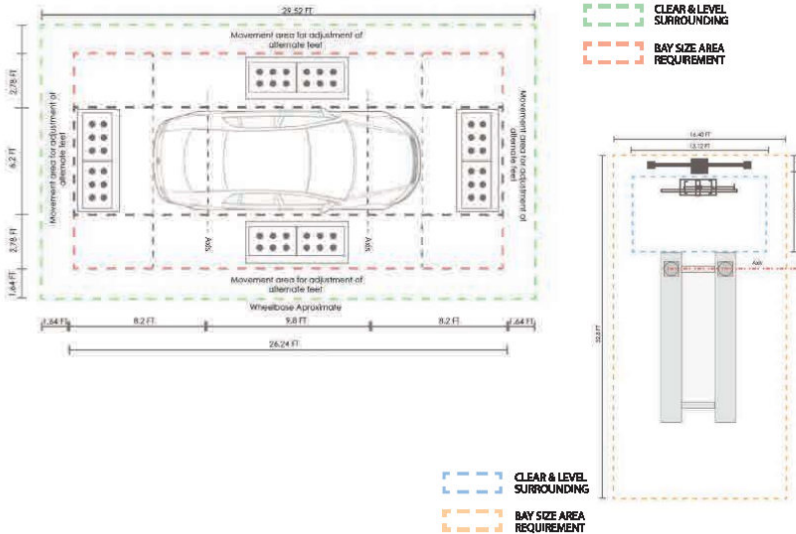 29.52 FT
CLEAR & LEVEL
SURROUNDING
BAY SIZE AREA
REQUIREMENT
Movement area for adjustment of
alternate feet
2.78 FT
6.2 FT
2.78 FT
1.64 FT
Movement area for adjustment of
alternate feet
Movement area for adjustment of
alternate feet
Axis
Axis
Movement area for adjustment of
alternate feet
Wheelbase Aproximate
1.64 FT
8.2 FT
9.8 FT
8.2 FT
1.64 FT
26.24 FT
16.40 FT
13.12 FT
Axis
32.8 FT
CLEAR & LEVEL
SURROUNDING
BAY SIZE AREA
REQUIREMENT